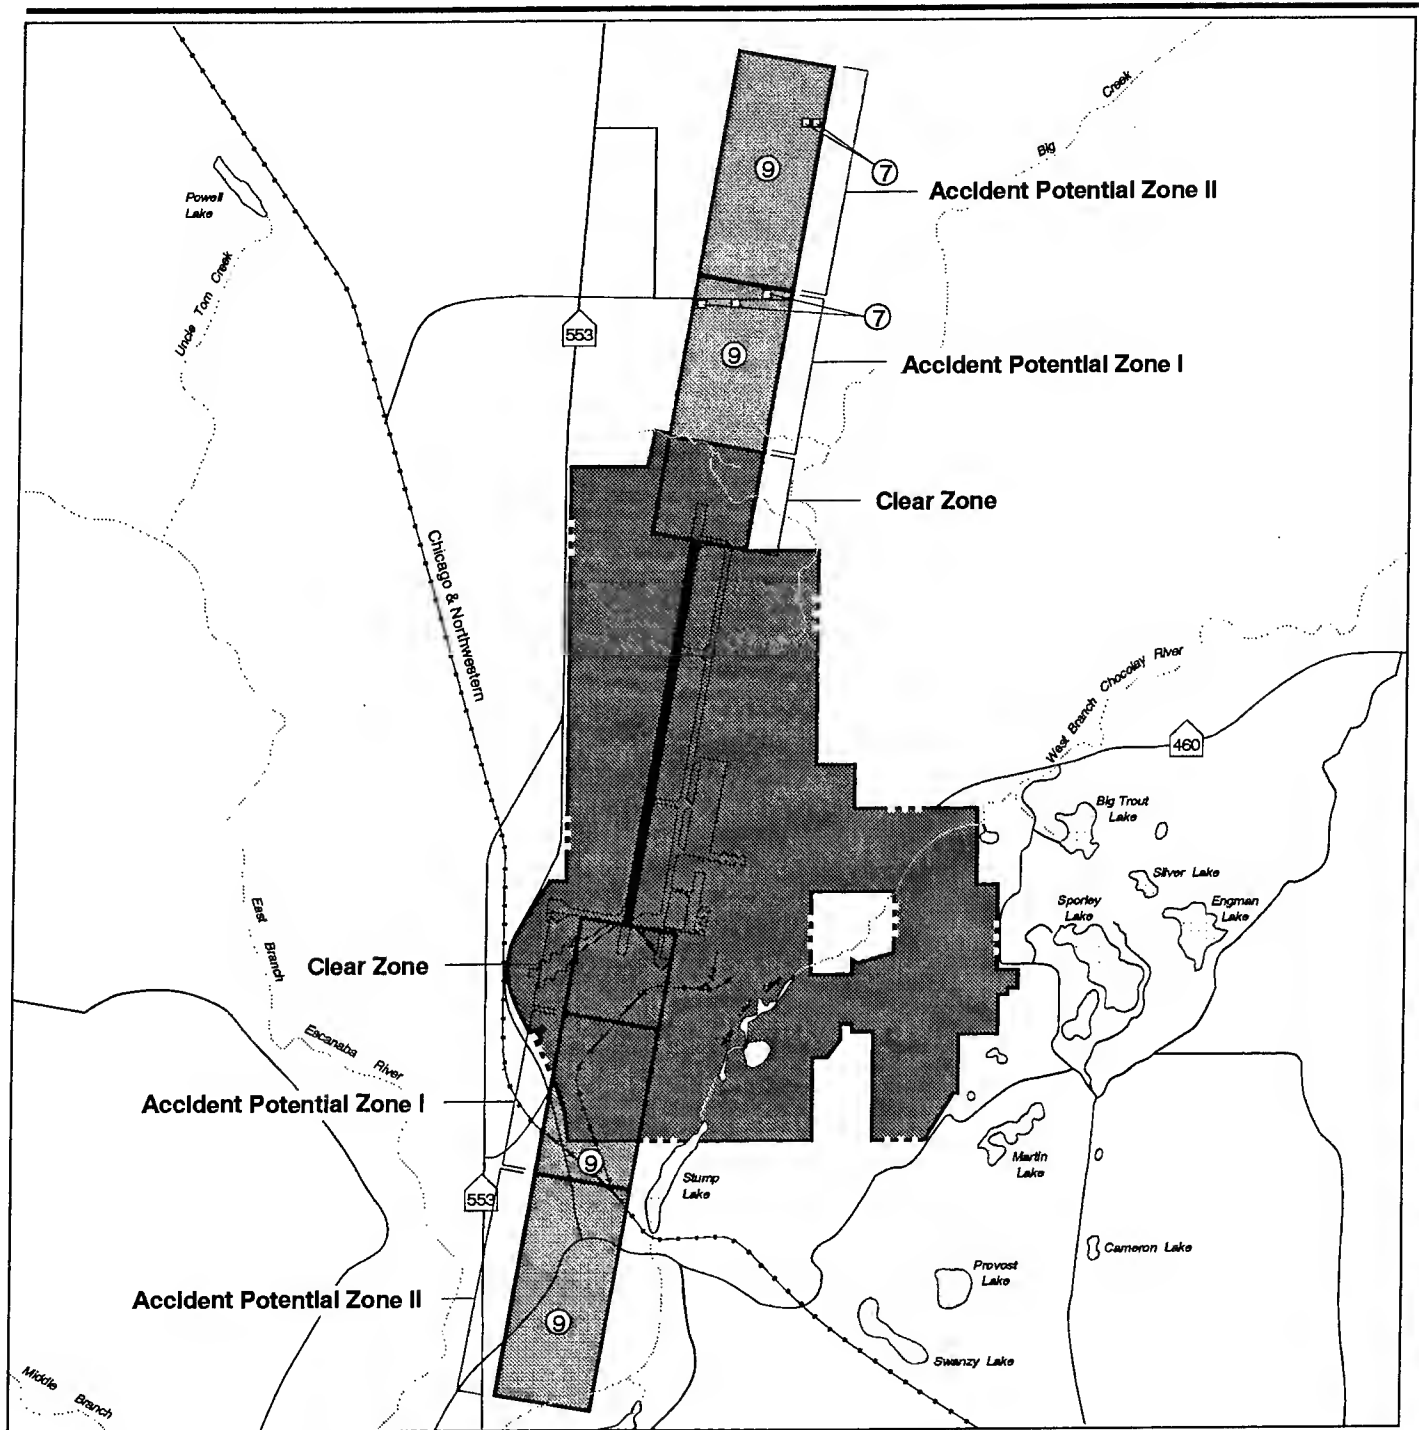 Big Creek
Powell
Lake
Uncle Tom Creek
9
7
Accident Potential Zone II
553
7
9
Accident Potential Zone I
Clear Zone
Chicago & Northwestern
West Branch Chocolay River
460
Big Trout
Lake
Silver Lake
Sporley
Lake
Engman
Lake
East Branch
Escanaba River
Clear Zone
Accident Potential Zone I
9
553
Stump
Lake
Martin
Lake
Cameron Lake
Provost
Lake
Accident Potential Zone II
9
Swanzy Lake
Middle Branch